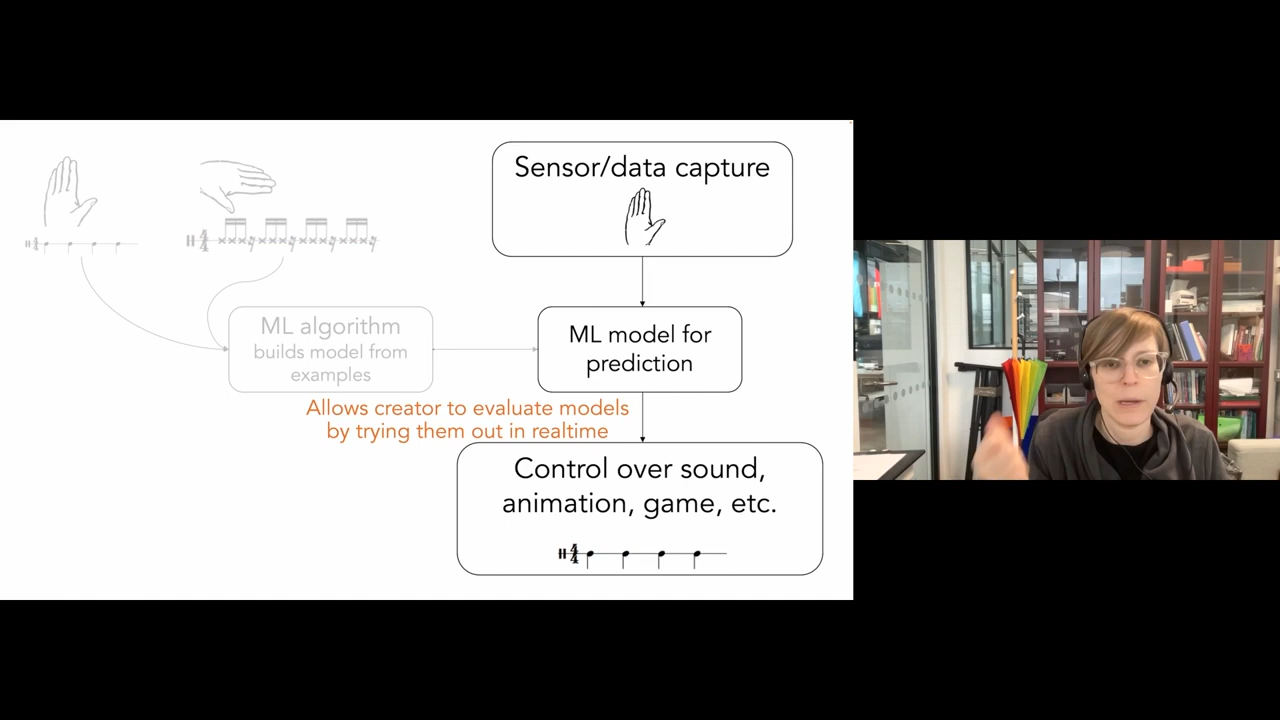 Sensor/data capture
ML algorithm
builds model from
examples
ML model for
prediction
Allows creator to evaluate models
by trying them out in realtime
Control over sound,
animation, game, etc.